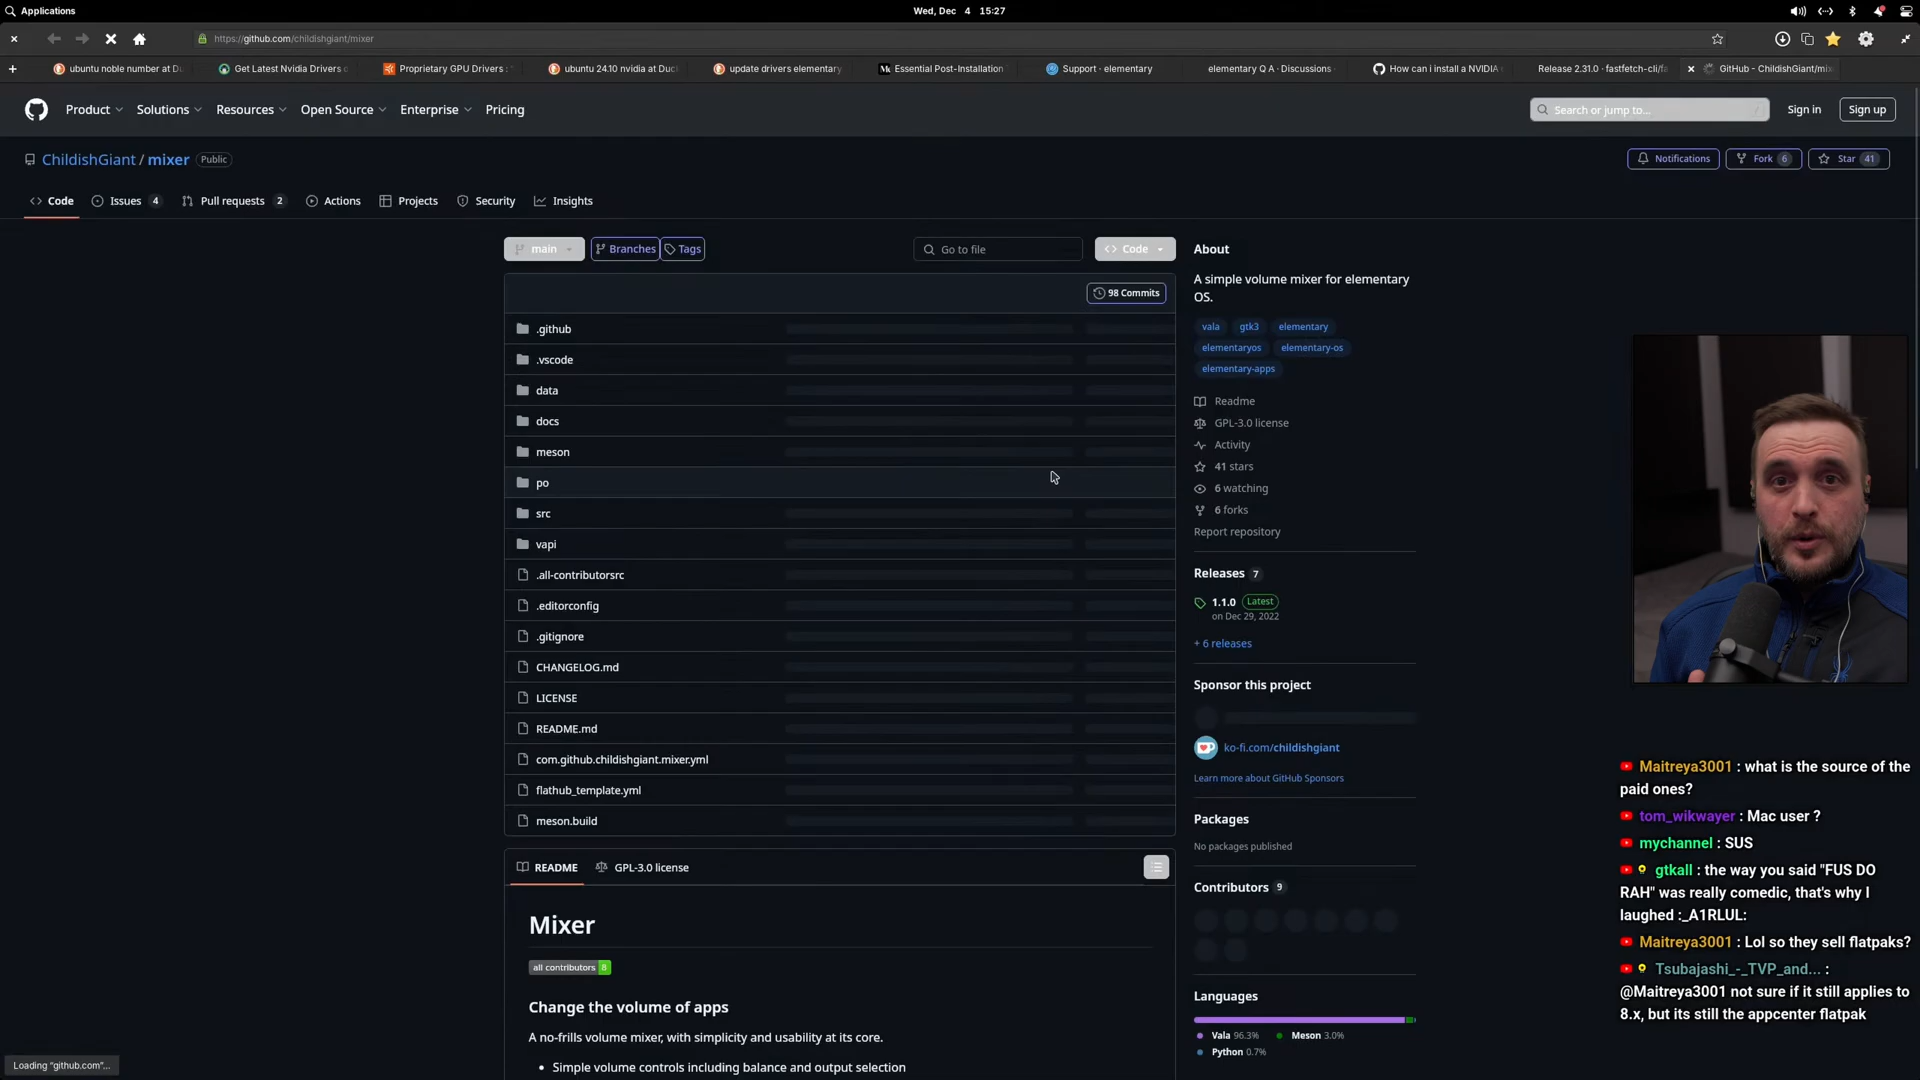 Applications
Wed, Dec 4 15:27
https://github.com/childishgiant/mixer
ubuntu noble number at Du
Get Latest Nvidia Drivers o
Proprietary GPU Drivers : "
ubuntu 24.10 nvidia at Duc
update drivers elementary
Essential Post-Installation
Support · elementary
elementary Q A · Discussions
How can i install a NVIDIA
Release 2.31.0 · fastfetch-cli/fa
GitHub - ChildishGiant/mix
Product
Solutions
Resources
Open Source
Enterprise
Pricing
Search or jump to...
/
Sign in
Sign up
ChildishGiant / mixer
Public
Notifications
Fork 6
Star 41
Code
Issues 4
Pull requests 2
Actions
Projects
Security
Insights
main
Branches
Tags
Go to file
Code
98 Commits
.github
.vscode
data
docs
meson
po
src
vapi
.all-contributorsrc
.editorconfig
.gitignore
CHANGELOG.md
LICENSE
README.md
com.github.childishgiant.mixer.yml
flathub_template.yml
meson.build
README
GPL-3.0 license
Mixer
all contributors 8
Change the volume of apps
A no-frills volume mixer, with simplicity and usability at its core.
• Simple volume controls including balance and output selection
About
A simple volume mixer for elementary
OS.
vala gtk3 elementary
elementaryos elementary-os
elementary-apps
Readme
GPL-3.0 license
Activity
41 stars
6 watching
6 forks
Report repository
Releases 7
1.1.0 Latest
on Dec 29, 2022
+ 6 releases
Sponsor this project
ko-fi.com/childishgiant
Learn more about GitHub Sponsors
Packages
No packages published
Contributors 9
Languages
Vala 96.3% Meson 3.0%
Python 0.7%
Maitreya3001 : what is the source of the
paid ones?
tom_wikwayer : Mac user ?
mychannel : SUS
gtkall : the way you said "FUS DO
RAH" was really comedic, that's why I
laughed :_A1RLUL:
Maitreya3001 : Lol so they sell flatpaks?
Tsubajashi_-_TVP_and... :
@Maitreya3001 not sure if it still applies to
8.x, but its still the appcenter flatpak
Loading "github.com"...